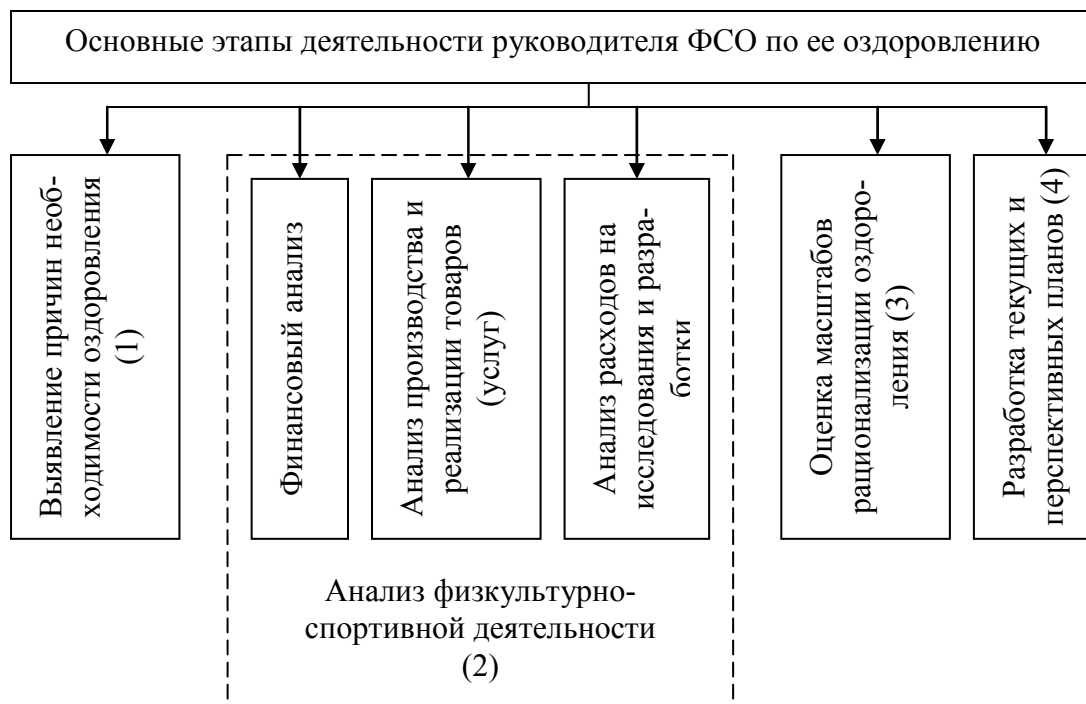 Основные этапы деятельности руководителя ФСО по ее оздоровлению
Выявление причин необ-
ходимости оздоровления
(1)
Финансовый анализ
Анализ производства и
реализации товаров
(услуг)
Анализ расходов на
исследования и разра-
ботки
Оценка масштабов
рационализации оздоро-
ления (3)
Разработка текущих и
перспективных планов (4)
Анализ физкультурно-
спортивной деятельности
(2)